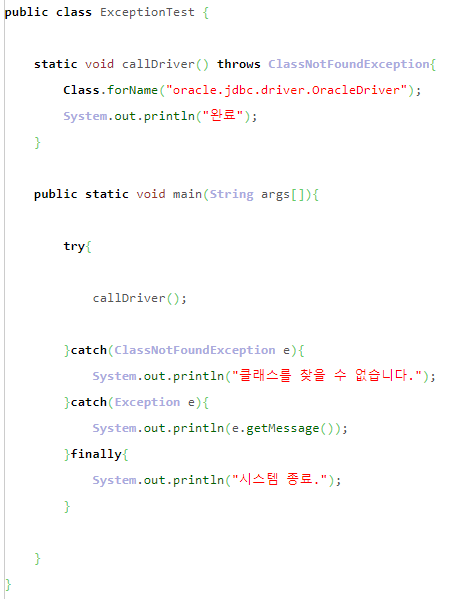 public class ExceptionTest {
static void callDriver() throws ClassNotFoundException{
Class.forName("oracle.jdbc.driver.OracleDriver");
System.out.println("완료");
}
public static void main(String args[]){
try{
callDriver();
}catch(ClassNotFoundException e){
System.out.println("클래스를 찾을 수 없습니다.");
}catch(Exception e){
System.out.println(e.getMessage());
}finally{
System.out.println("시스템 종료.");
}
}
}